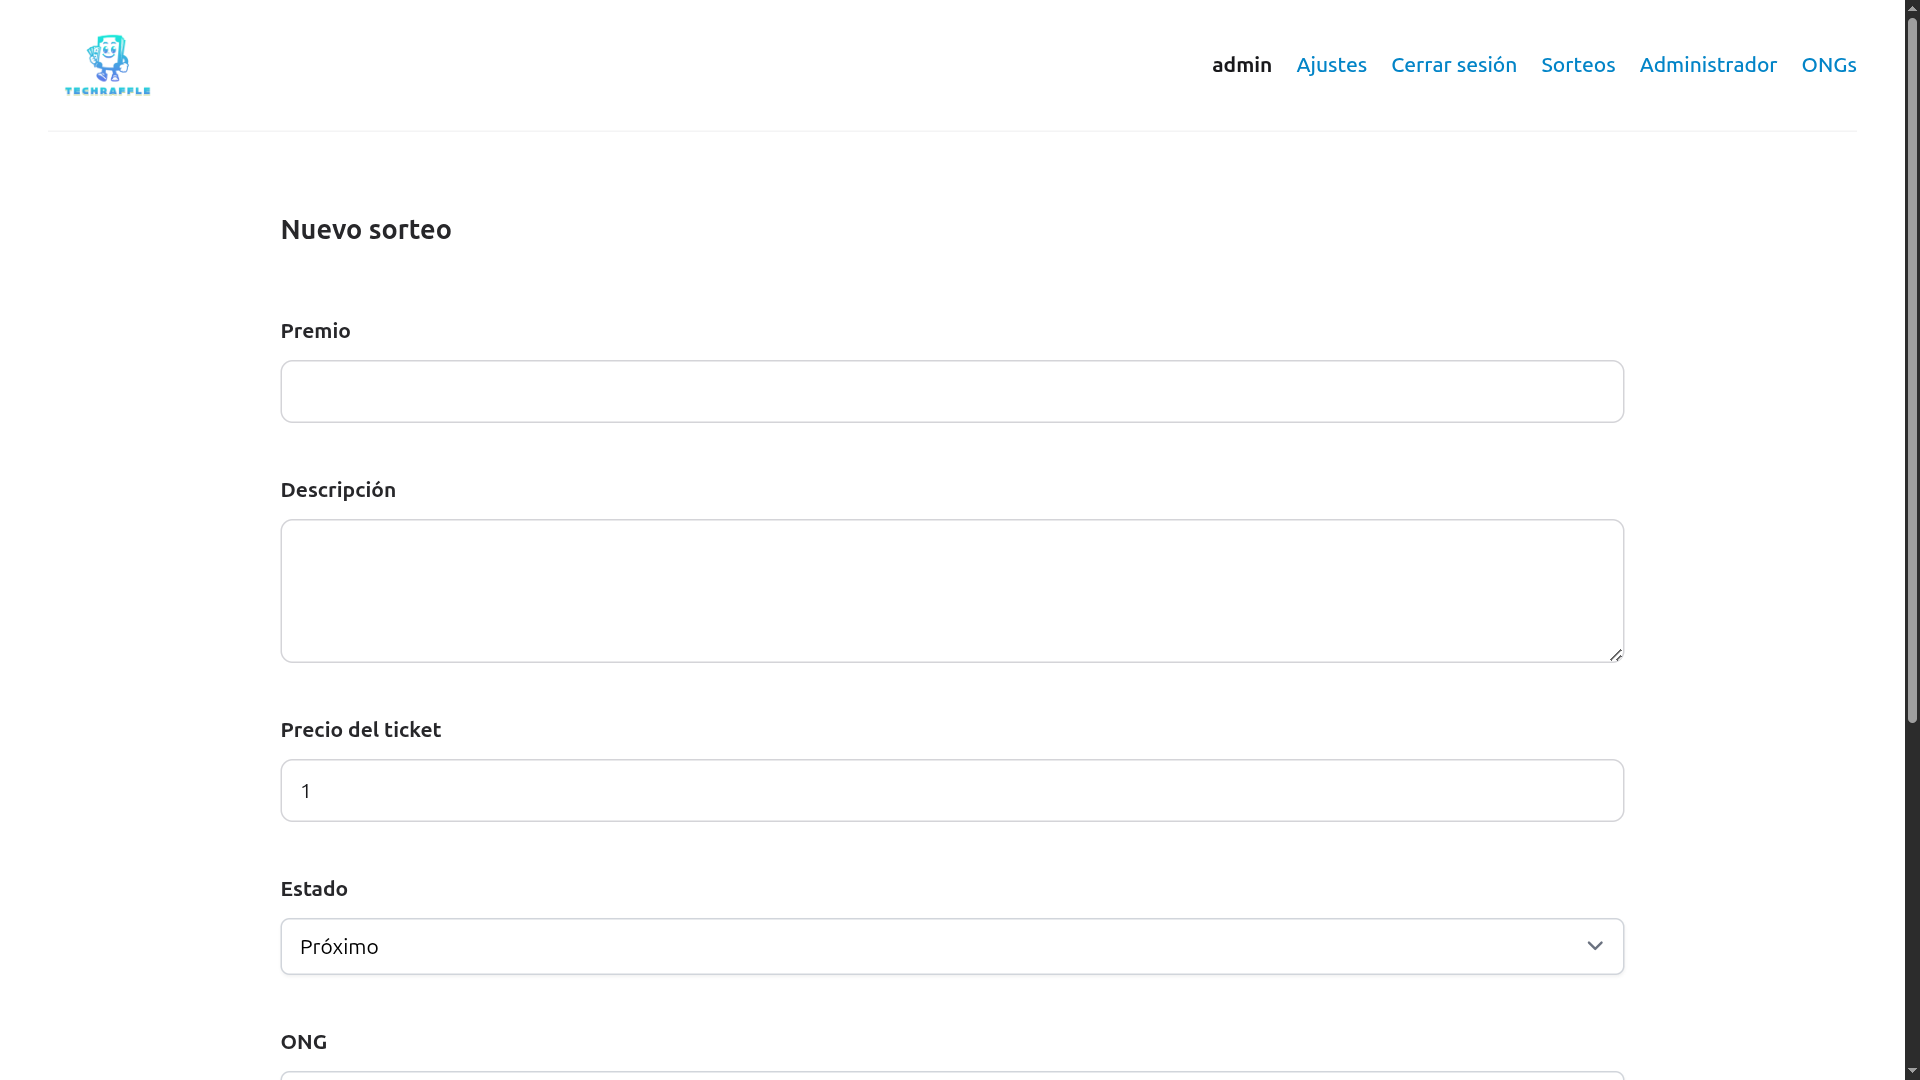 TECHRAFFLE
admin Ajustes Cerrar sesión Sorteos Administrador ONGs
Nuevo sorteo
Premio
Descripción
Precio del ticket
1
Estado
Próximo
ONG